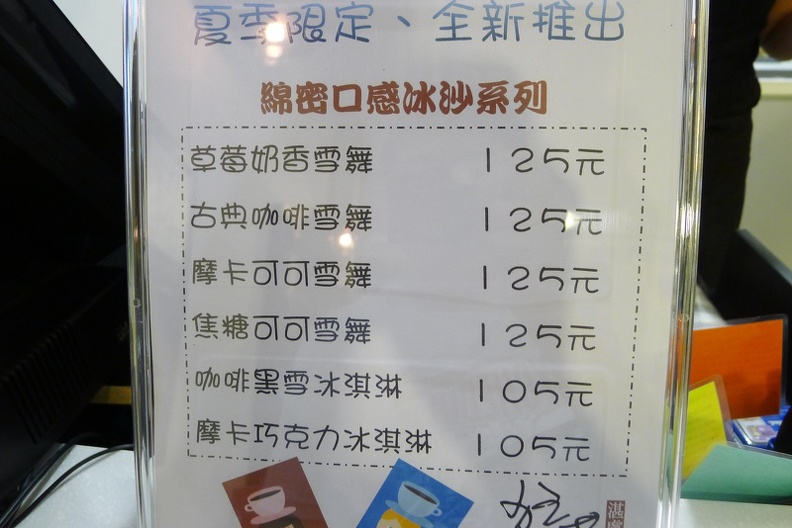 夏季限定、全新推出
綿密口感冰沙系列
草莓奶香雪舞 125元
古典咖啡雪舞 125元
摩卡可可雪舞 125元
焦糖可可雪舞 125元
咖啡黑雪冰淇淋 105元
摩卡巧克力冰淇淋 105元